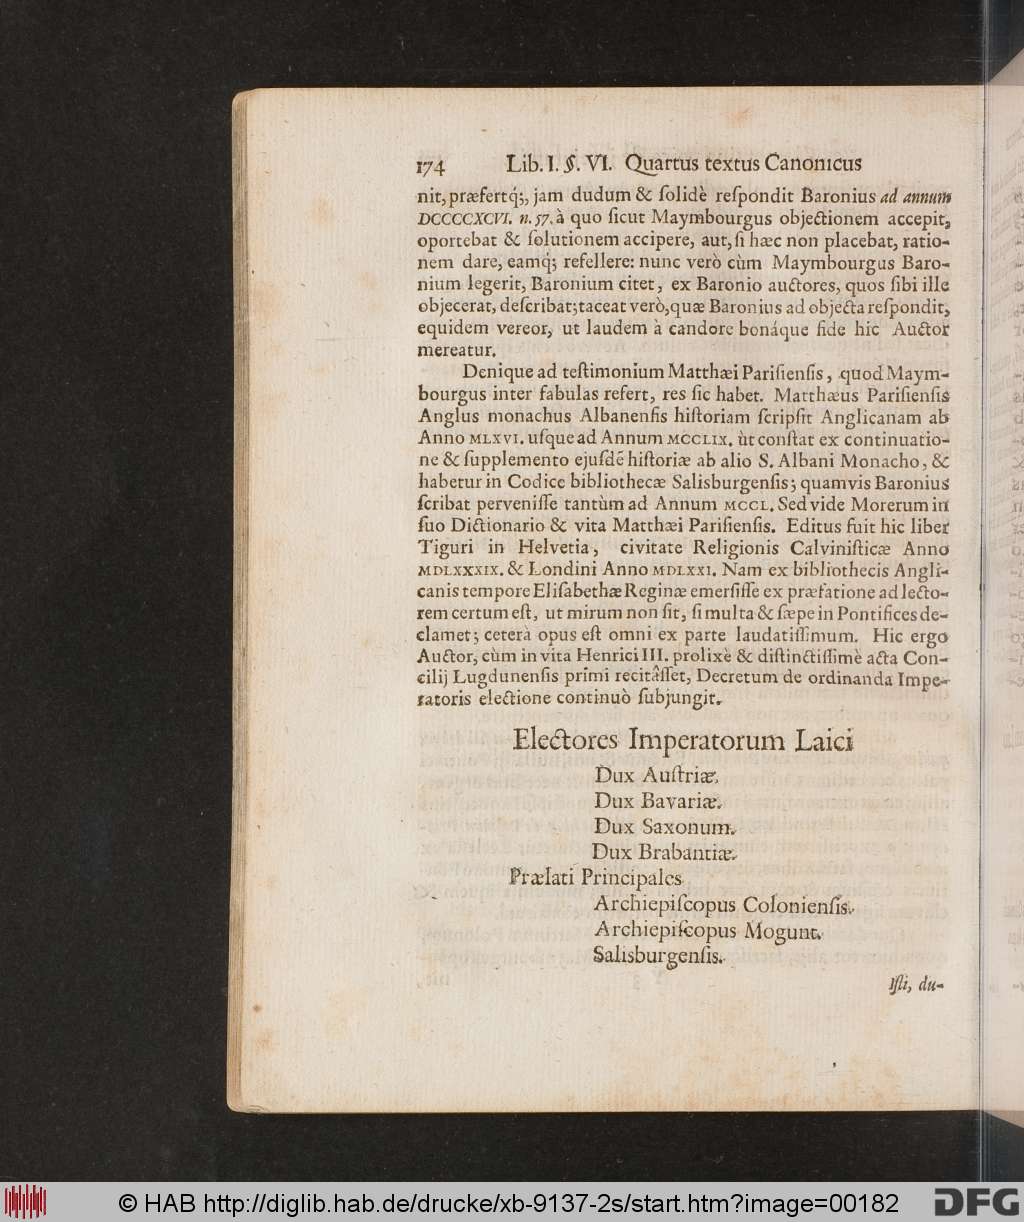 174 Lib. I. §. VI. Quartus textus Canonicus
nit, præfertq́;, jam dudum & ſolidè reſpondit Baronius ad annum
DCCCCXCVI. n. 57. à quo ſicut Maymbourgus objectionem accepit,
oportebat & ſolutionem accipere, aut, ſi hæc non placebat, ratio-
nem dare, eamq́; refellere: nunc verò cùm Maymbourgus Baro-
nium legerit, Baronium citet, ex Baronio auctores, quos ſibi ille
objecerat, deſcribat; taceat verò, quæ Baronius ad objecta reſpondit,
equidem vereor, ut laudem à candore bonáque fide hic Auctor
mereatur.
Denique ad teſtimonium Matthæi Pariſienſis, quod Maym-
bourgus inter fabulas refert, res ſic habet. Matthæus Pariſienſis
Anglus monachus Albanenſis hiſtoriam ſcripſit Anglicanam ab
Anno MLXVI. uſque ad Annum MCCLIX. ùt conſtat ex continuatio-
ne & ſupplemento ejuſdẽ hiſtoriæ ab alio S. Albani Monacho, &
habetur in Codice bibliothecæ Salisburgenſis; quamvis Baronius
ſcribat perveniſſe tantùm ad Annum MCCL. Sed vide Morerum in
ſuo Dictionario & vita Matthæi Pariſienſis. Editus fuit hic liber
Tiguri in Helvetia, civitate Religionis Calviniſticæ Anno
MDLXXXIX. & Londini Anno MDLXXI. Nam ex bibliothecis Angli-
canis tempore Eliſabethæ Reginæ emerſiſſe ex præfatione ad lecto-
rem certum eſt, ut mirum non ſit, ſi multa & ſæpe in Pontifices de-
clamet; ceterà opus eſt omni ex parte laudatiſſimum. Hic ergo
Auctor, cùm in vita Henrici III. prolixè & diſtinctiſſimè acta Con-
cilij Lugdunenſis primi recitâſſet, Decretum de ordinanda Impe-
ratoris electione continuò ſubjungit.
Electores Imperatorum Laici
Dux Auſtriæ.
Dux Bavariæ.
Dux Saxonum.
Dux Brabantiæ.
Prælati Principales
Archiepiſcopus Colonienſis.
Archiepiſcopus Mogunt.
Salisburgenſis.
Iſti, du-
© HAB http://diglib.hab.de/drucke/xb-9137-2s/start.htm?image=00182
DFG